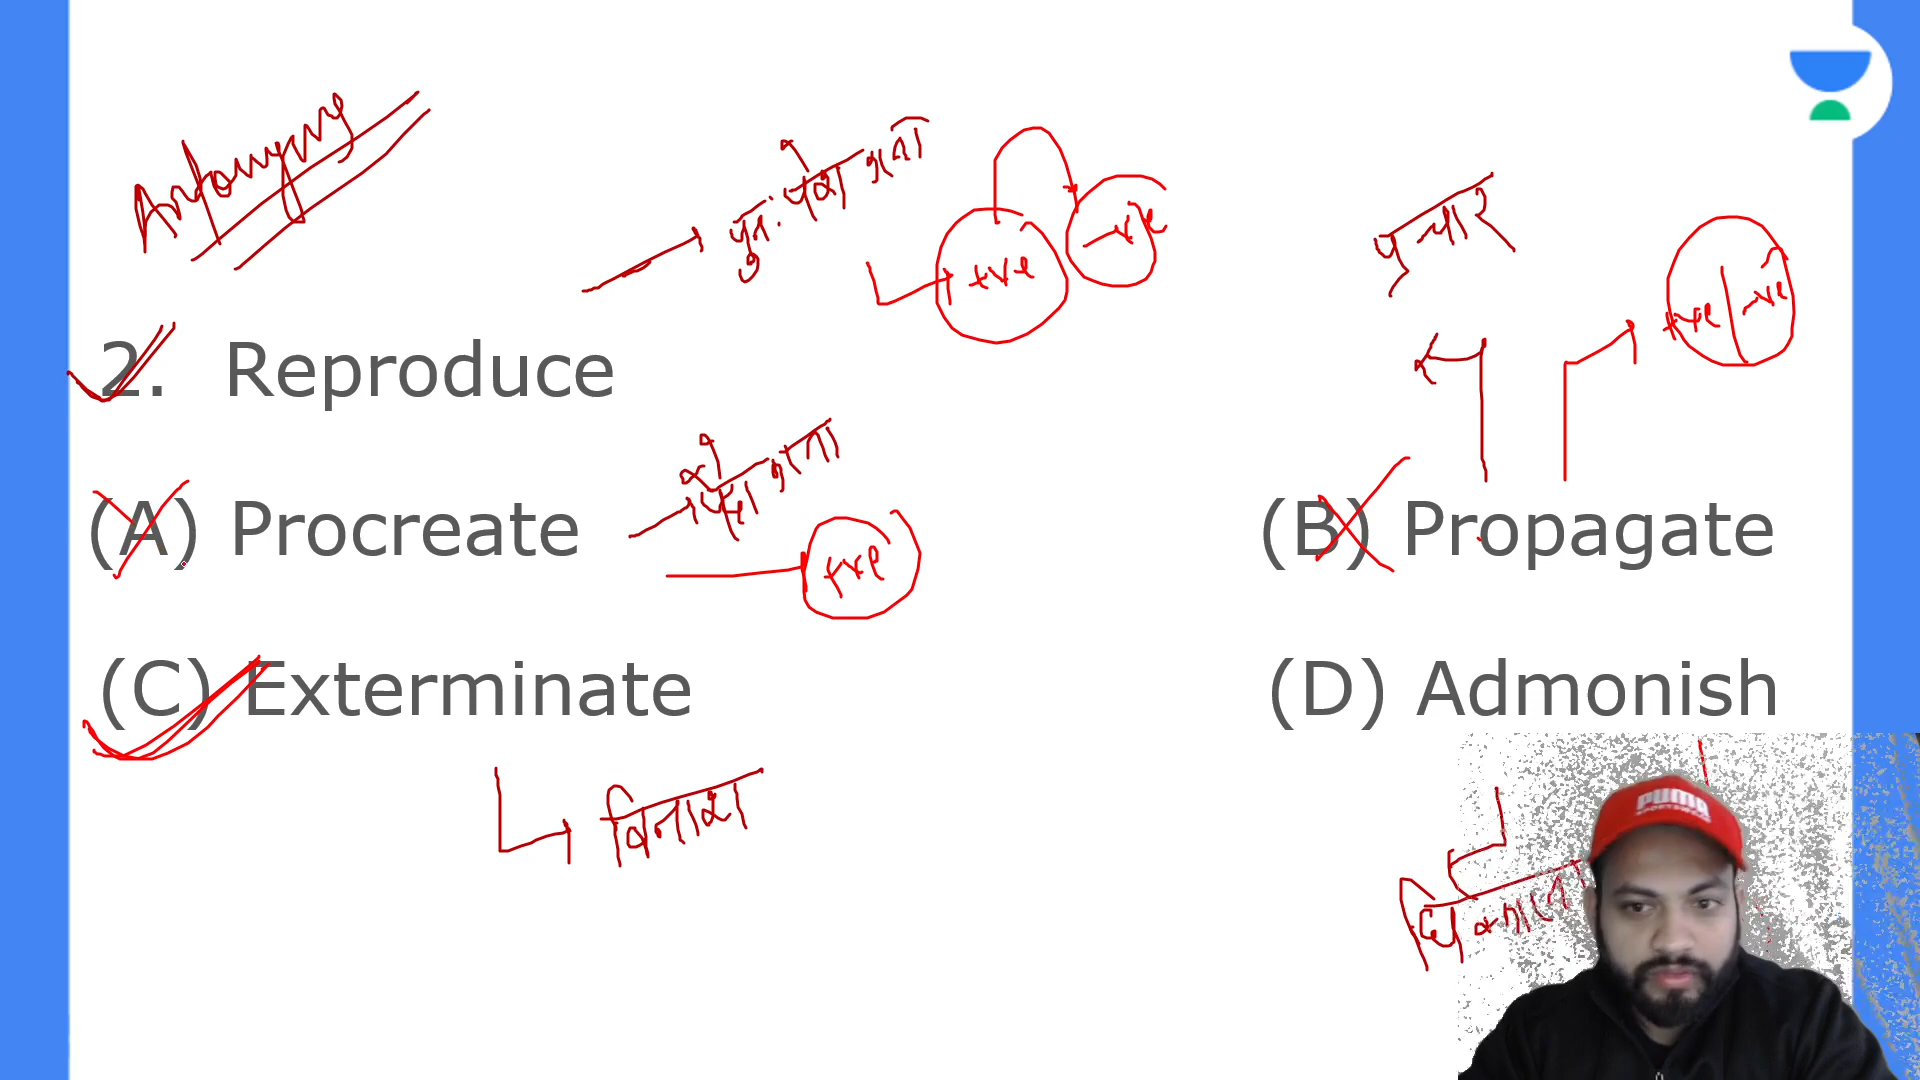 Antonyms
पुनः पैदा करना
+ve
-ve
प्रचार
+ve
-ve
2. Reproduce
पैदा करना
(A) Procreate
(B) Propagate
+ve
(C) Exterminate
(D) Admonish
विनाश
PUMA